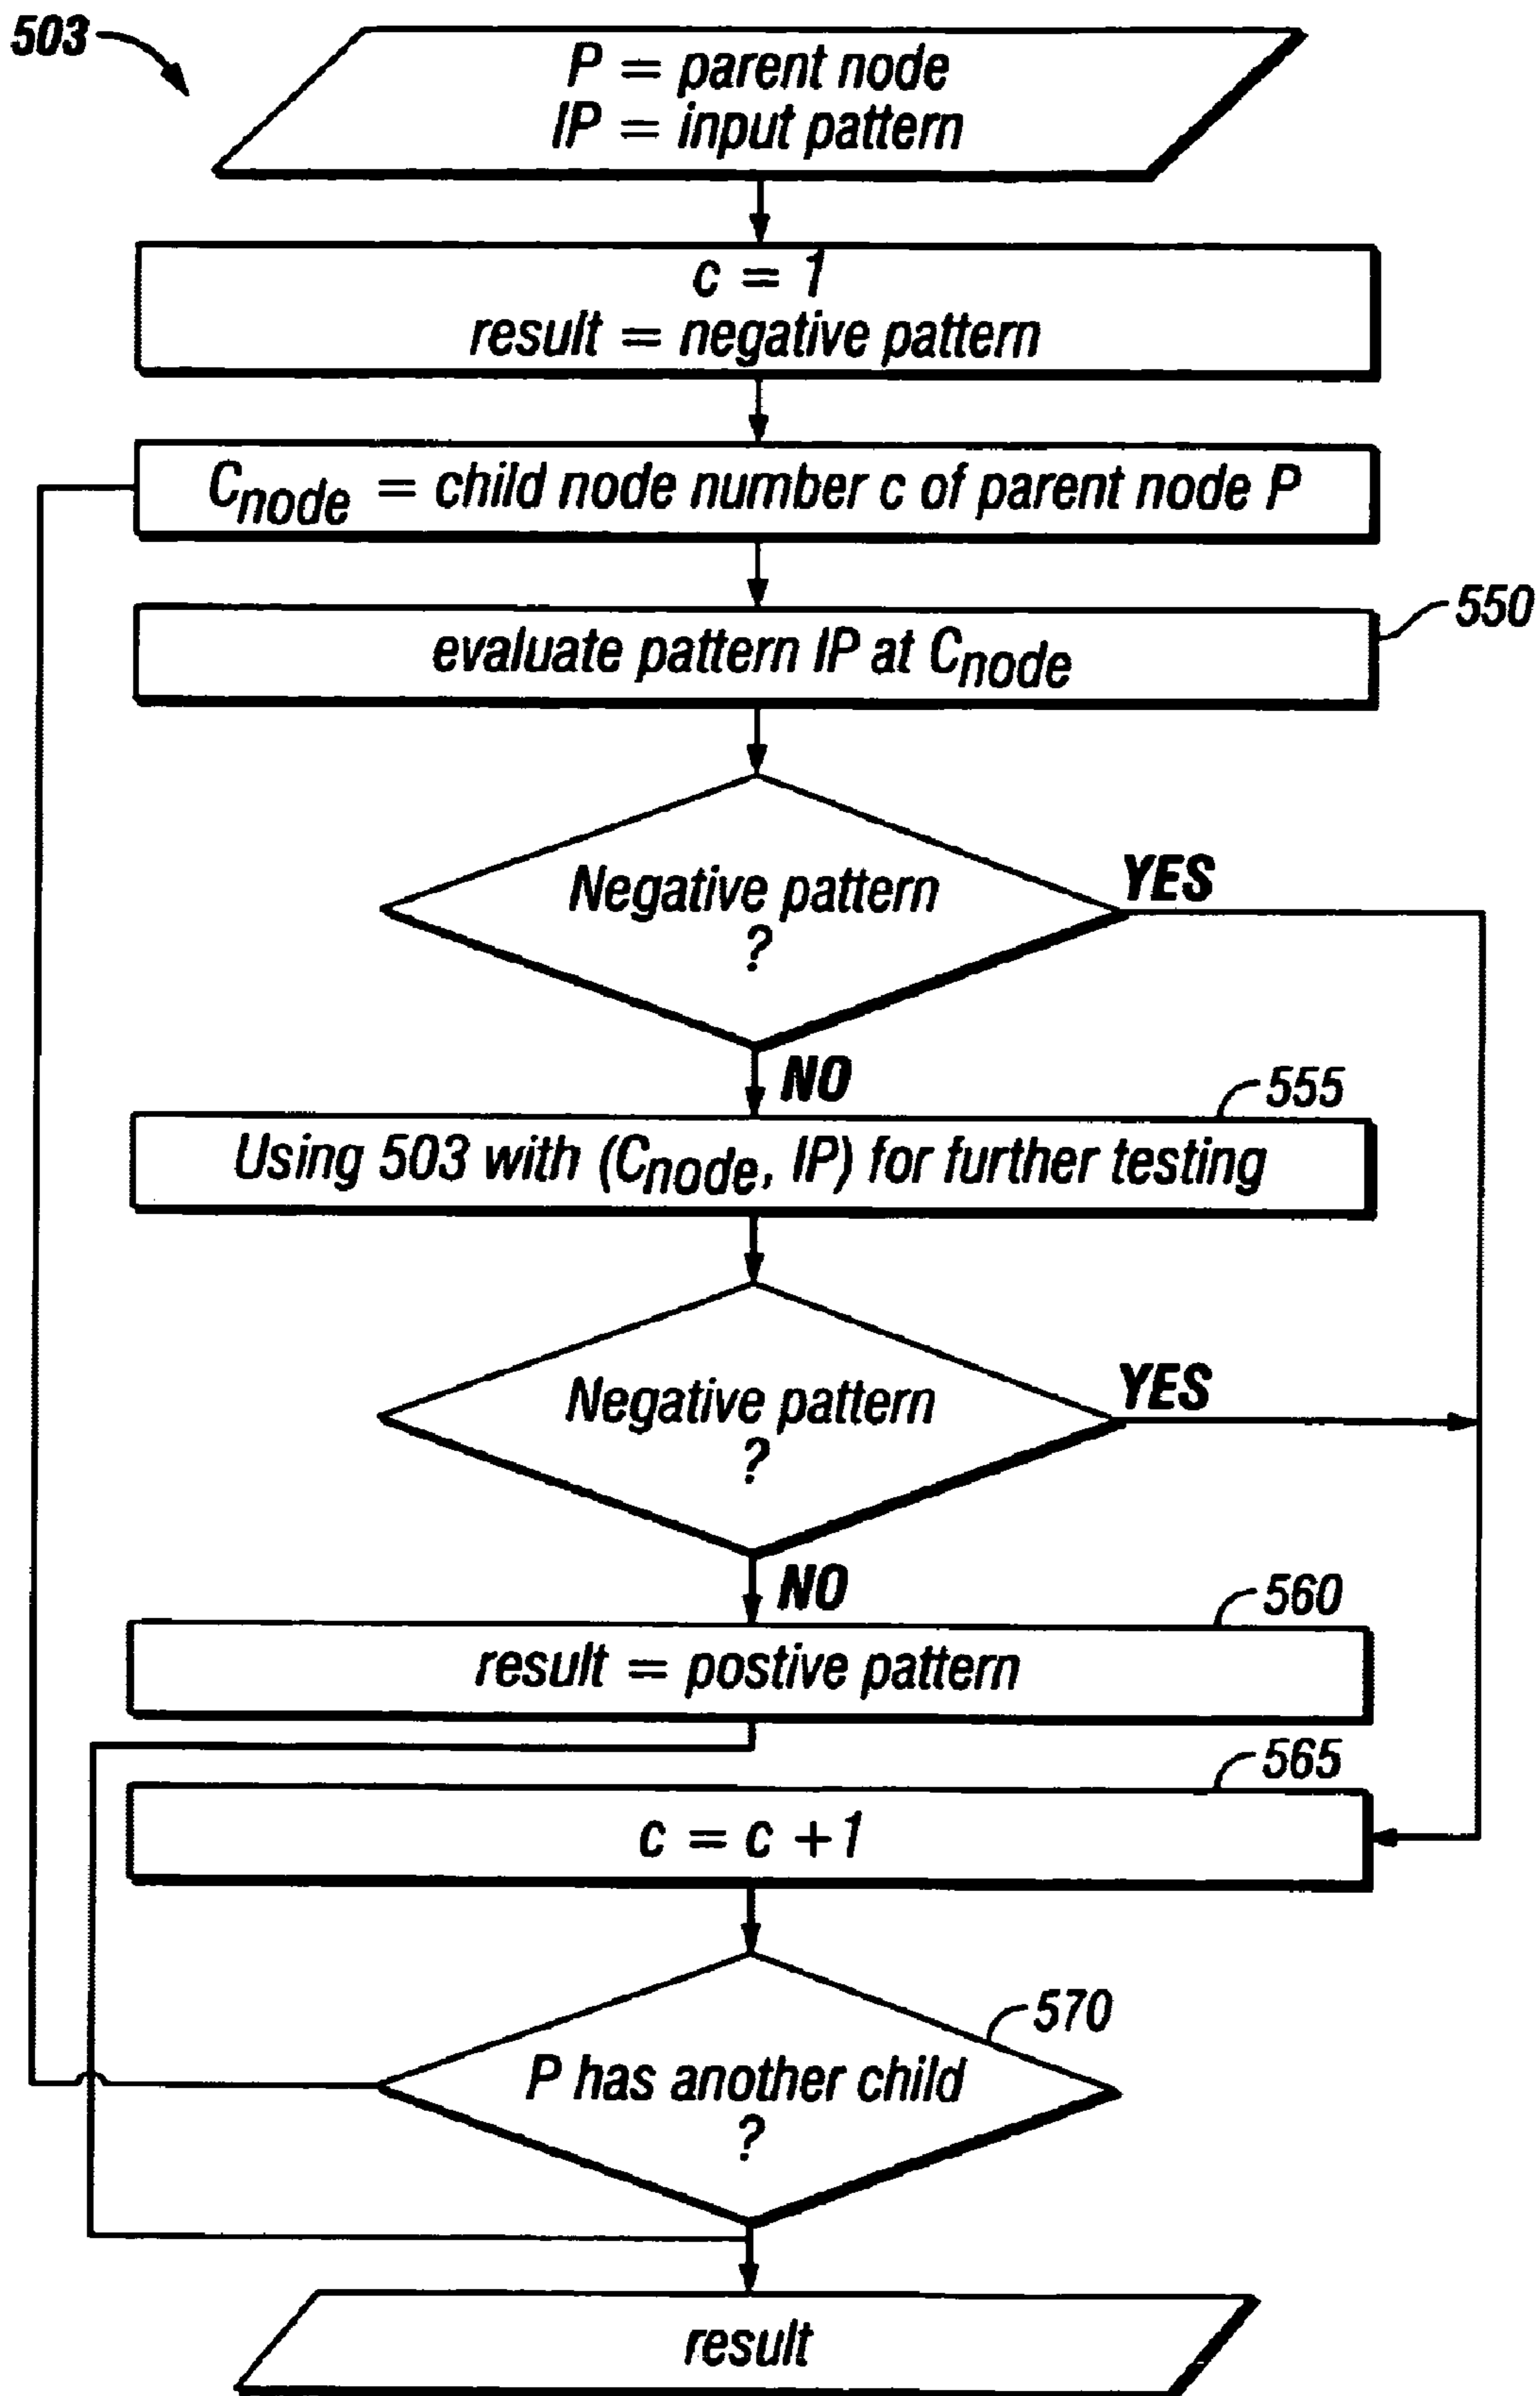 503
P = parent node
IP = input pattern
c = 1
result = negative pattern
Cnode = child node number c of parent node P
550
evaluate pattern IP at Cnode
Negative pattern
?
YES
NO
555
Using 503 with (Cnode, IP) for further testing
Negative pattern
?
YES
NO
560
result = postive pattern
565
c = c +1
570
P has another child
?
result